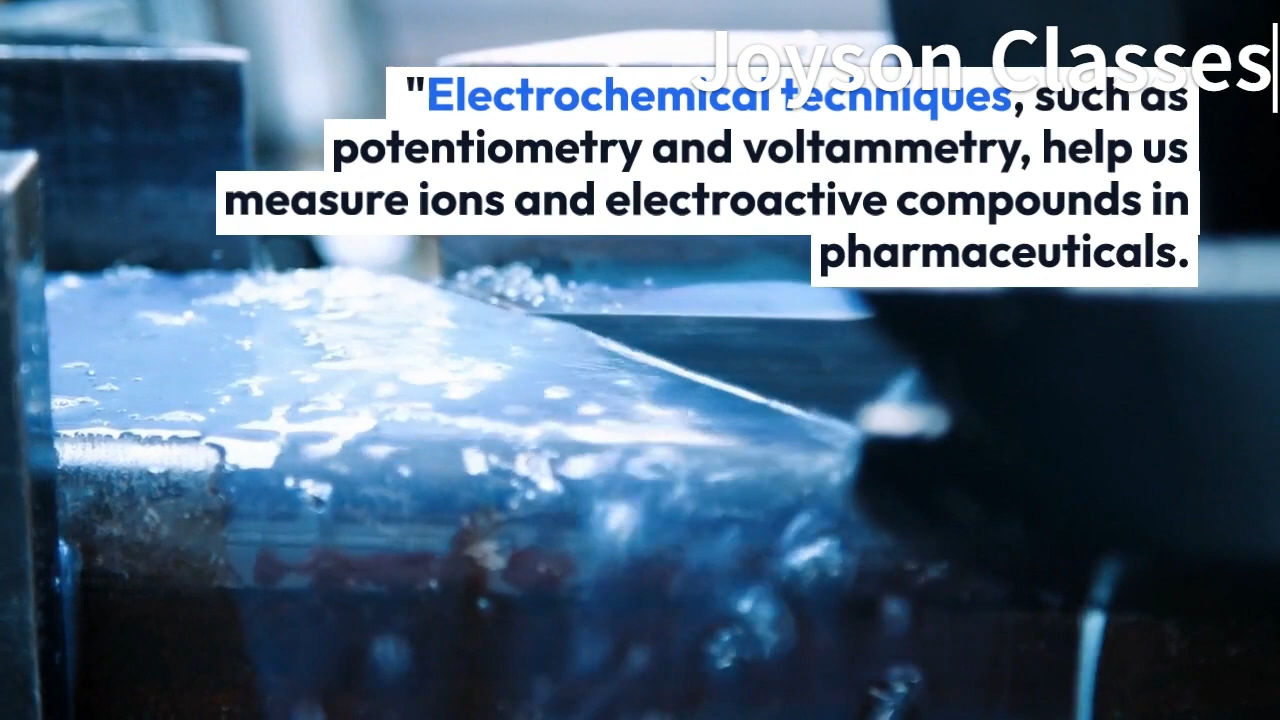 Joyson Classes
"Electrochemical techniques, such as
potentiometry and voltammetry, help us
measure ions and electroactive compounds in
pharmaceuticals.